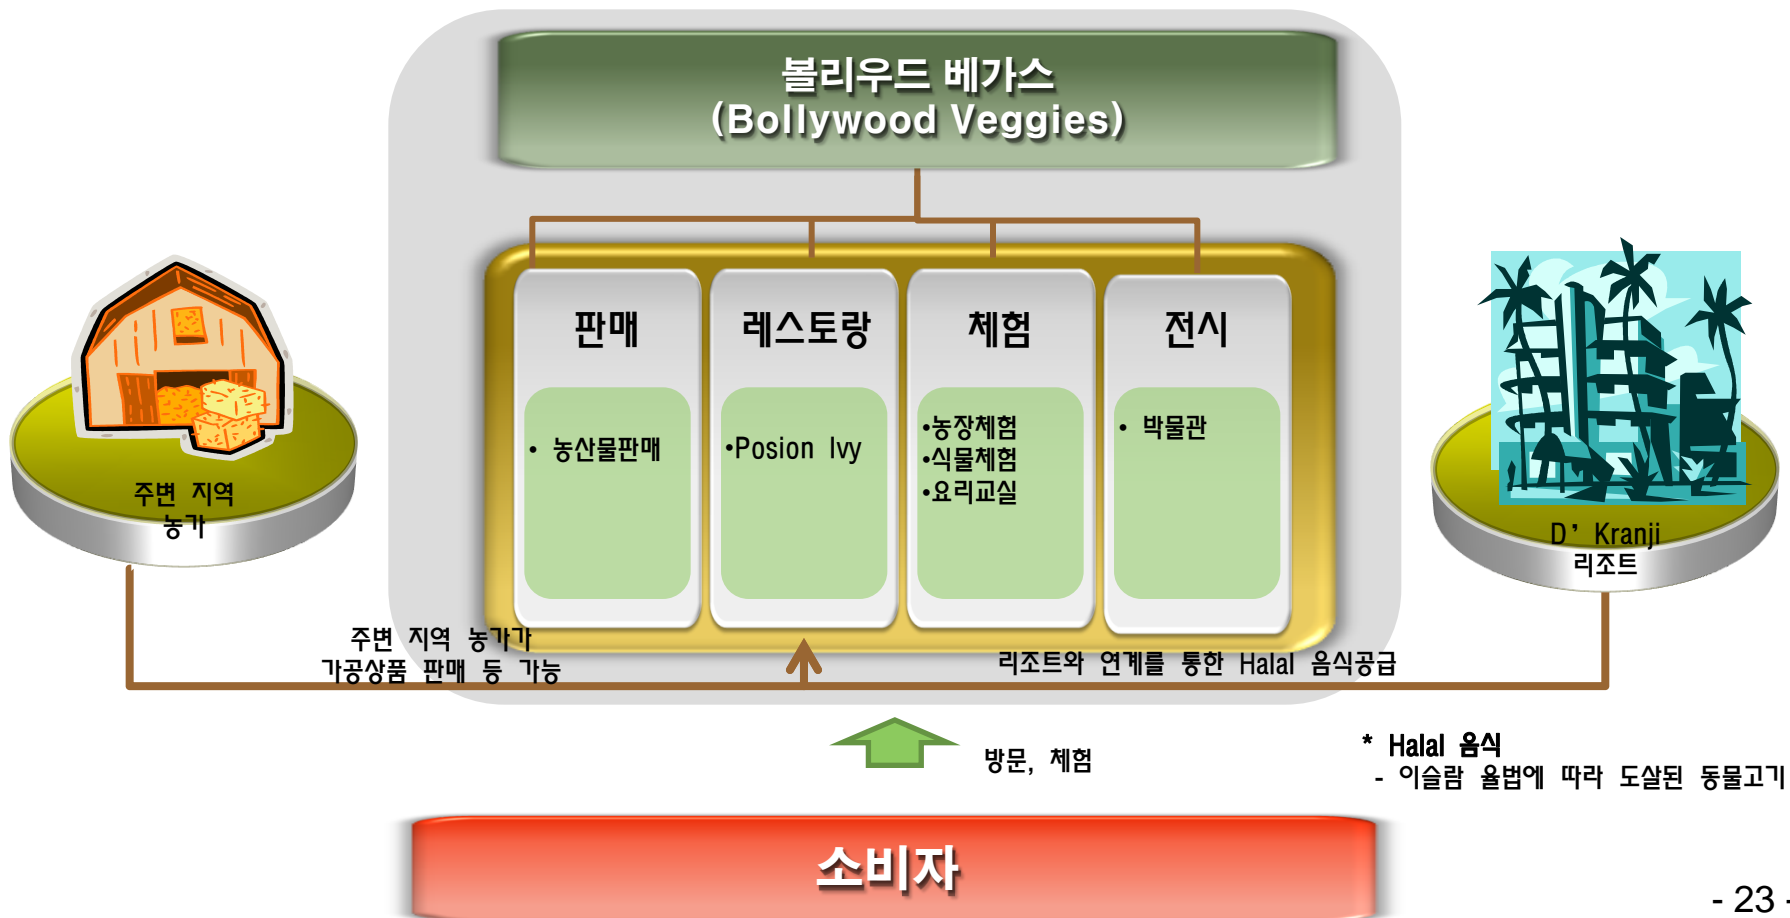 볼리우드 베가스
(Bollywood Veggies)
판매
레스토랑
체험
전시
• 농산물판매
•Posion Ivy
•농장체험
•식물체험
•요리교실
• 박물관
주변 지역
농가
D’ Kranji
리조트
주변 지역 농가가
가공상품 판매 등 가능
리조트와 연계를 통한 Halal 음식공급
방문, 체험
* Halal 음식
- 이슬람 율법에 따라 도살된 동물고기
소비자
- 23 -